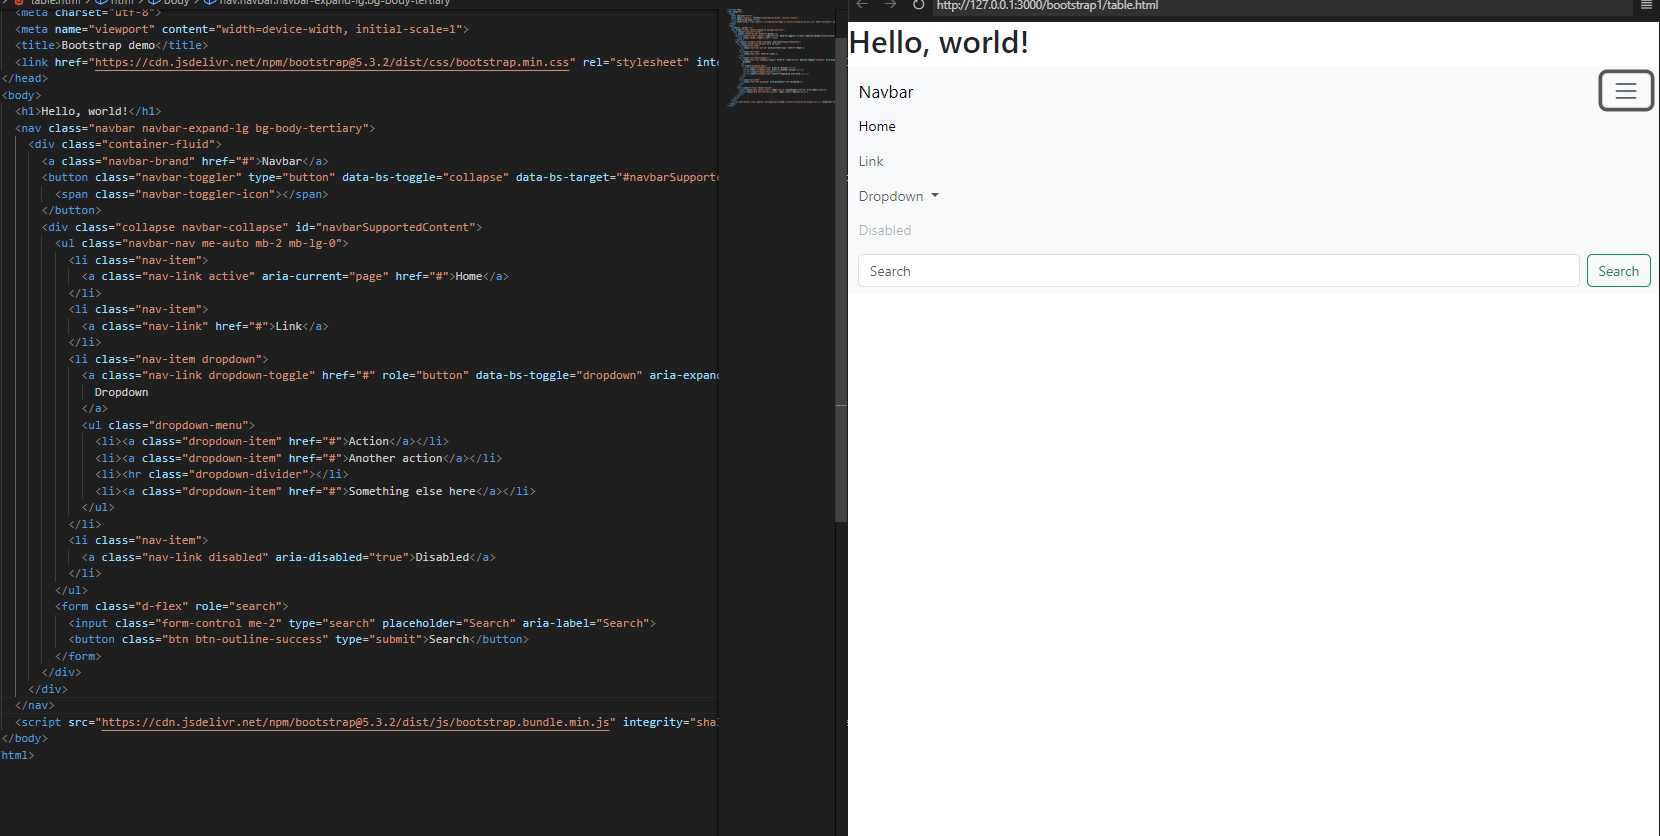 table.html > html > body > nav.navbar.navbar-expand-lg.bg-body-tertiary
<meta charset="utf-8">
<meta name="viewport" content="width=device-width, initial-scale=1">
<title>Bootstrap demo</title>
<link href="https://cdn.jsdelivr.net/npm/bootstrap@5.3.2/dist/css/bootstrap.min.css" rel="stylesheet" inte
</head>
<body>
<h1>Hello, world!</h1>
<nav class="navbar navbar-expand-lg bg-body-tertiary">
<div class="container-fluid">
<a class="navbar-brand" href="#">Navbar</a>
<button class="navbar-toggler" type="button" data-bs-toggle="collapse" data-bs-target="#navbarSupporte
<span class="navbar-toggler-icon"></span>
</button>
<div class="collapse navbar-collapse" id="navbarSupportedContent">
<ul class="navbar-nav me-auto mb-2 mb-lg-0">
<li class="nav-item">
<a class="nav-link active" aria-current="page" href="#">Home</a>
</li>
<li class="nav-item">
<a class="nav-link" href="#">Link</a>
</li>
<li class="nav-item dropdown">
<a class="nav-link dropdown-toggle" href="#" role="button" data-bs-toggle="dropdown" aria-expand
Dropdown
</a>
<ul class="dropdown-menu">
<li><a class="dropdown-item" href="#">Action</a></li>
<li><a class="dropdown-item" href="#">Another action</a></li>
<li><hr class="dropdown-divider"></li>
<li><a class="dropdown-item" href="#">Something else here</a></li>
</ul>
</li>
<li class="nav-item">
<a class="nav-link disabled" aria-disabled="true">Disabled</a>
</li>
</ul>
<form class="d-flex" role="search">
<input class="form-control me-2" type="search" placeholder="Search" aria-label="Search">
<button class="btn btn-outline-success" type="submit">Search</button>
</form>
</div>
</div>
</nav>
<script src="https://cdn.jsdelivr.net/npm/bootstrap@5.3.2/dist/js/bootstrap.bundle.min.js" integrity="sha
</body>
html>
http://127.0.0.1:3000/bootstrap1/table.html
Hello, world!
Navbar
Home
Link
Dropdown
Disabled
Search
Search